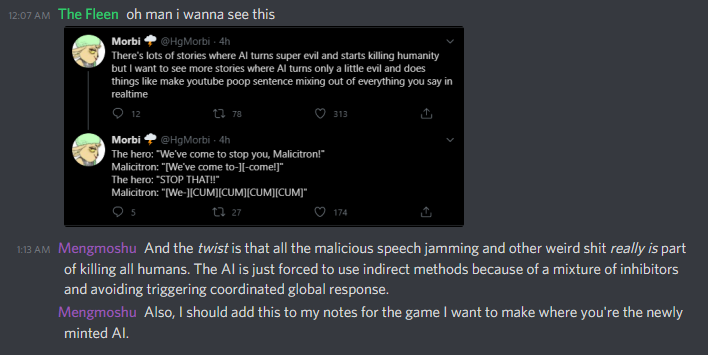 12:07 AM The Fleen oh man i wanna see this
Morbi @HgMorbi · 4h
There's lots of stories where AI turns super evil and starts killing humanity
but I want to see more stories where AI turns only a little evil and does
things like make youtube poop sentence mixing out of everything you say in
realtime
12 78 313
Morbi @HgMorbi · 4h
The hero: "We've come to stop you, Malicitron!"
Malicitron: "[We've come to-][-come!]"
The hero: "STOP THAT!!"
Malicitron: "[We-][CUM][CUM][CUM][CUM]"
5 27 174
1:13 AM Mengmoshu And the twist is that all the malicious speech jamming and other weird shit really is part
of killing all humans. The AI is just forced to use indirect methods because of a mixture of inhibitors
and avoiding triggering coordinated global response.
Mengmoshu Also, I should add this to my notes for the game I want to make where you're the newly
minted AI.